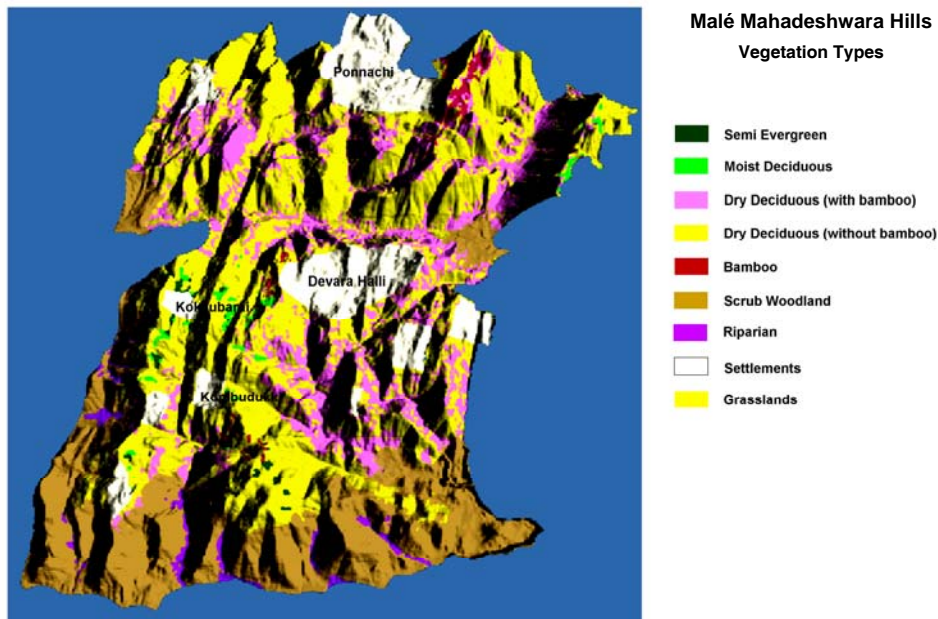 Malé Mahadeshwara Hills
Vegetation Types
Ponnachi
Devara Halli
Semi Evergreen
Moist Deciduous
Dry Deciduous (with bamboo)
Dry Deciduous (without bamboo)
Bamboo
Scrub Woodland
Riparian
Settlements
Grasslands